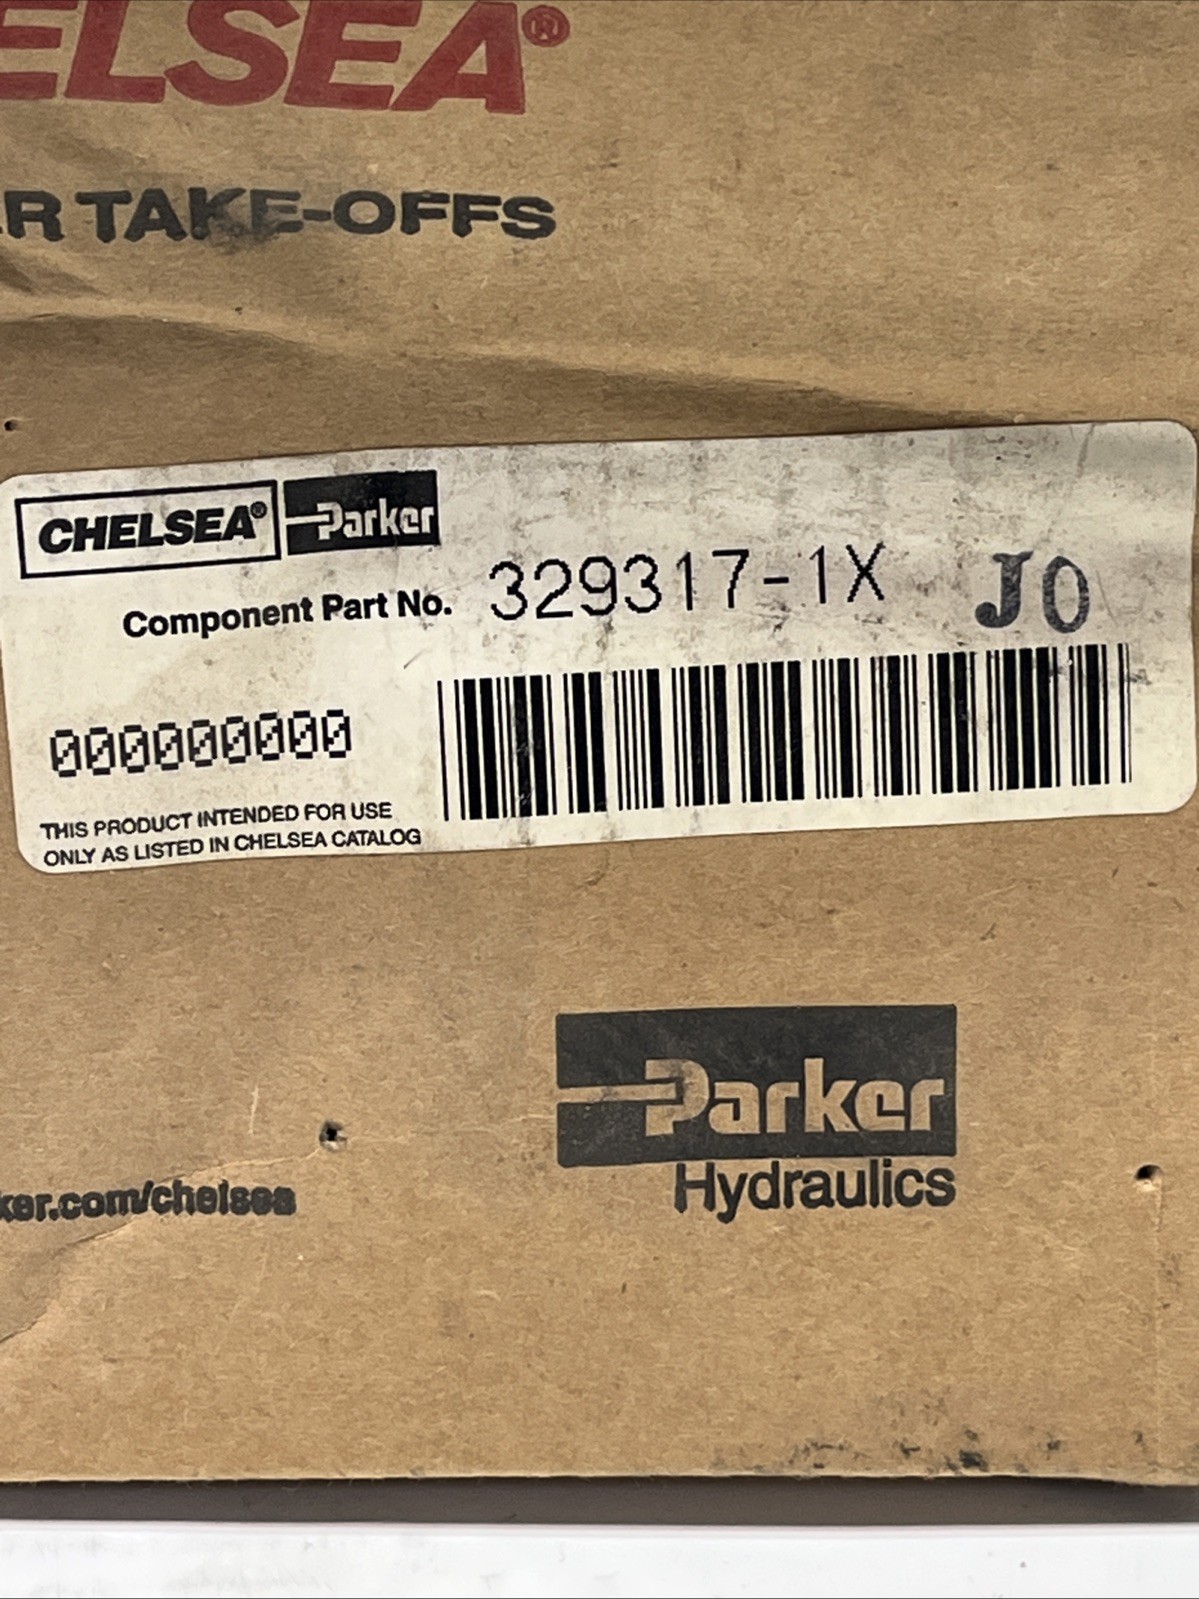 ELSEA®
R TAKE-OFFS
CHELSEA® Parker
Component Part No. 329317-1X J0
000000000
THIS PRODUCT INTENDED FOR USE
ONLY AS LISTED IN CHELSEA CATALOG
Parker
Hydraulics
ker.com/chelsea